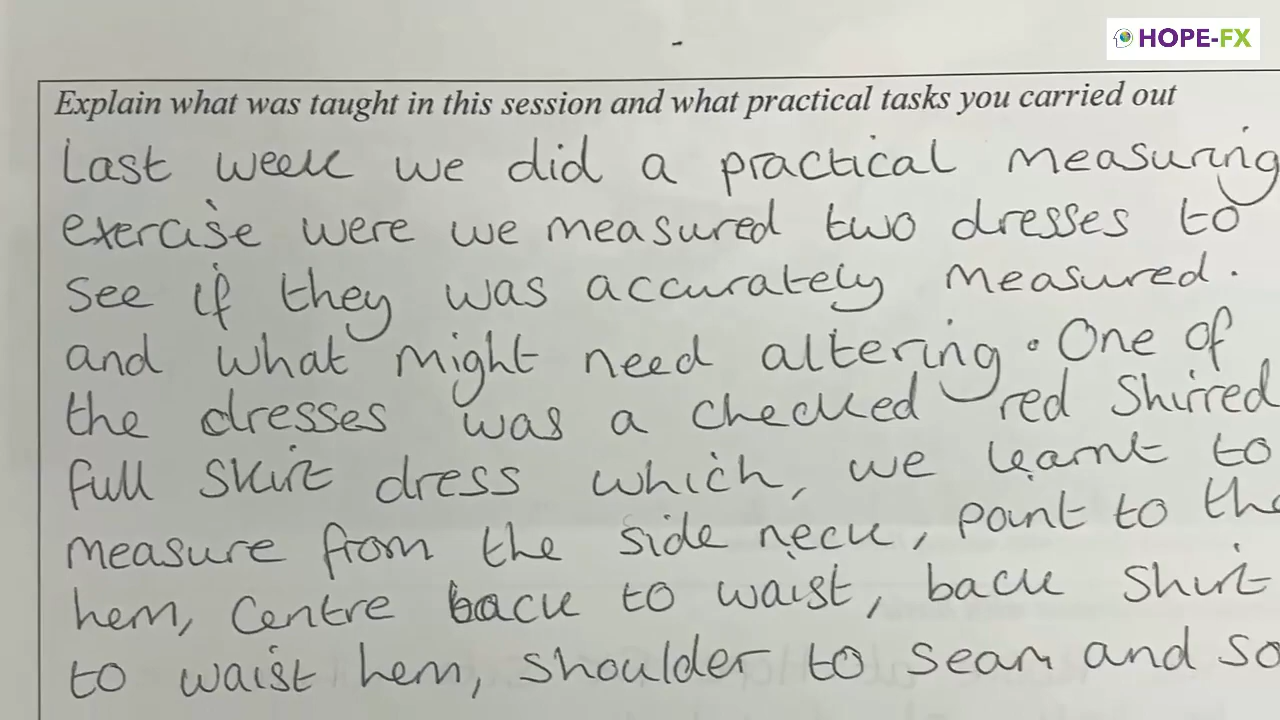 HOPE-FX
Explain what was taught in this session and what practical tasks you carried out
Last week we did a practical measuring
exercise were we measured two dresses to
see if they was accurately measured.
and what might need altering. One of
the dresses was a checked red Shirred
full skirt dress which, we learnt to
measure from the side neck, point to the
hem, Centre back to waist, back Shirt
to waist hem, shoulder to seam and so